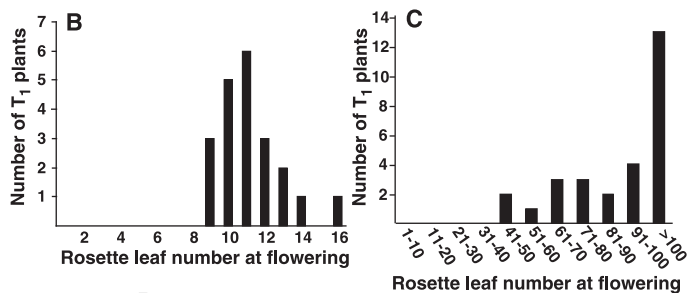 B
Number of T1 plants
7
6
5
4
3
2
1
2 4 6 8 10 12 14 16
Rosette leaf number at flowering
C
Number of T1 plants
14
12
10
8
6
4
2
1-10 11-20 21-30 31-40 41-50 51-60 61-70 71-80 81-90 91-100 >100
Rosette leaf number at flowering